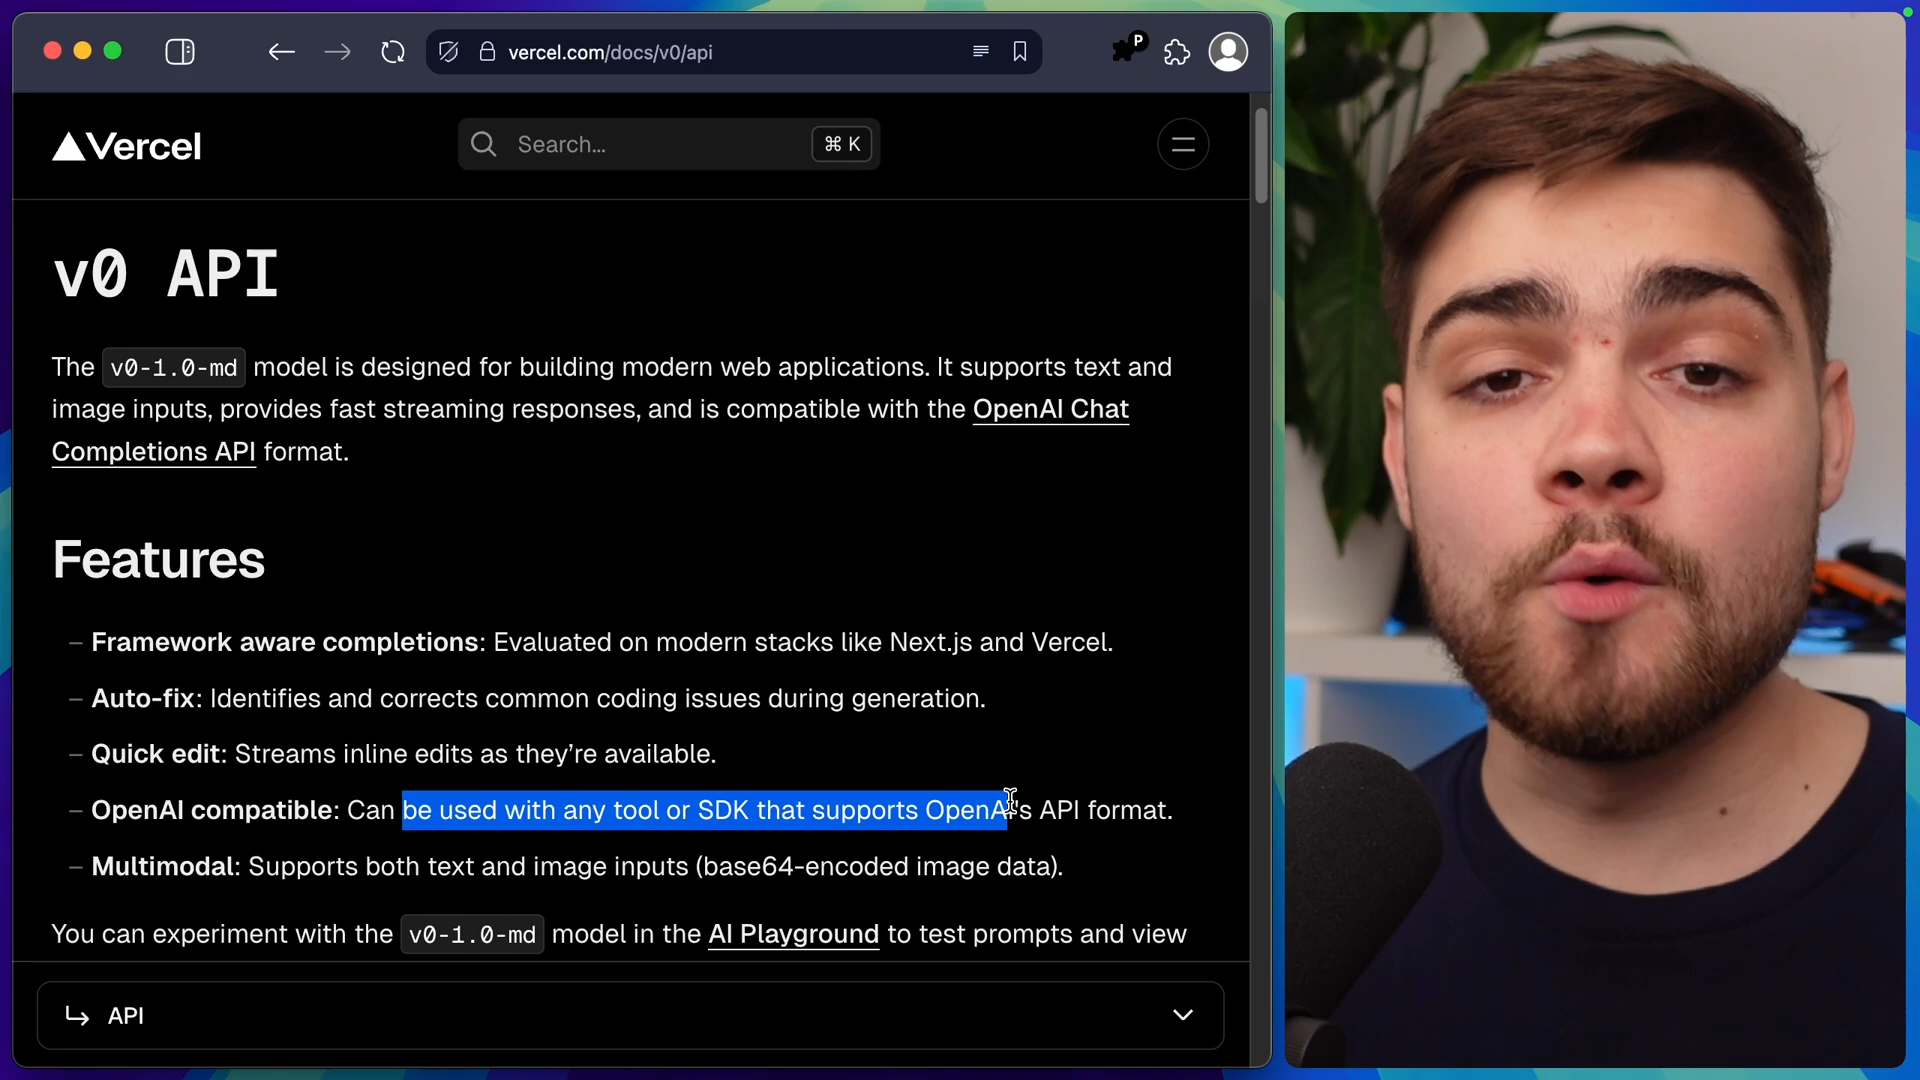 vercel.com/docs/v0/api
P
Vercel
Search...
⌘ K
v0 API
The v0-1.0-md model is designed for building modern web applications. It supports text and
image inputs, provides fast streaming responses, and is compatible with the OpenAI Chat
Completions API format.
Features
– Framework aware completions: Evaluated on modern stacks like Next.js and Vercel.
– Auto-fix: Identifies and corrects common coding issues during generation.
– Quick edit: Streams inline edits as they’re available.
– OpenAI compatible: Can be used with any tool or SDK that supports OpenAI's API format.
– Multimodal: Supports both text and image inputs (base64-encoded image data).
You can experiment with the v0-1.0-md model in the AI Playground to test prompts and view
API